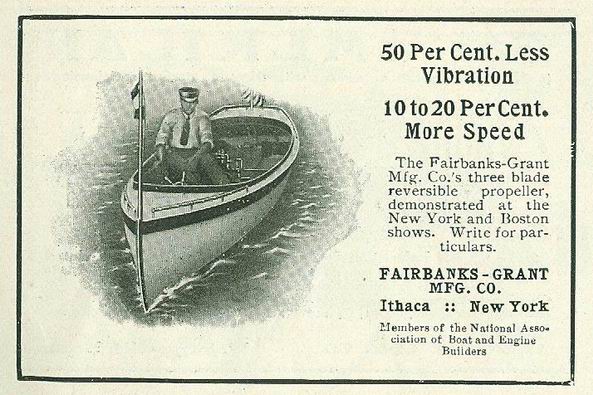 50 Per Cent. Less
Vibration
10 to 20 Per Cent.
More Speed
The Fairbanks-Grant
Mfg. Co.'s three blade
reversible propeller,
demonstrated at the
New York and Boston
shows. Write for par-
ticulars.
FAIRBANKS-GRANT
MFG. CO.
Ithaca :: New York
Members of the National Asso-
ciation of Boat and Engine
Builders